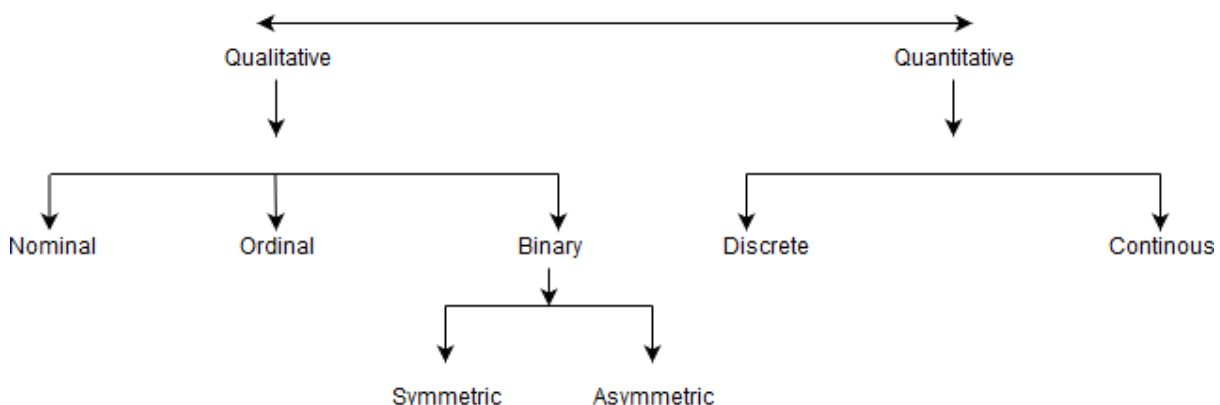 Qualitative Quantitative
Nominal Ordinal Binary Discrete Continous
Symmetric Asymmetric